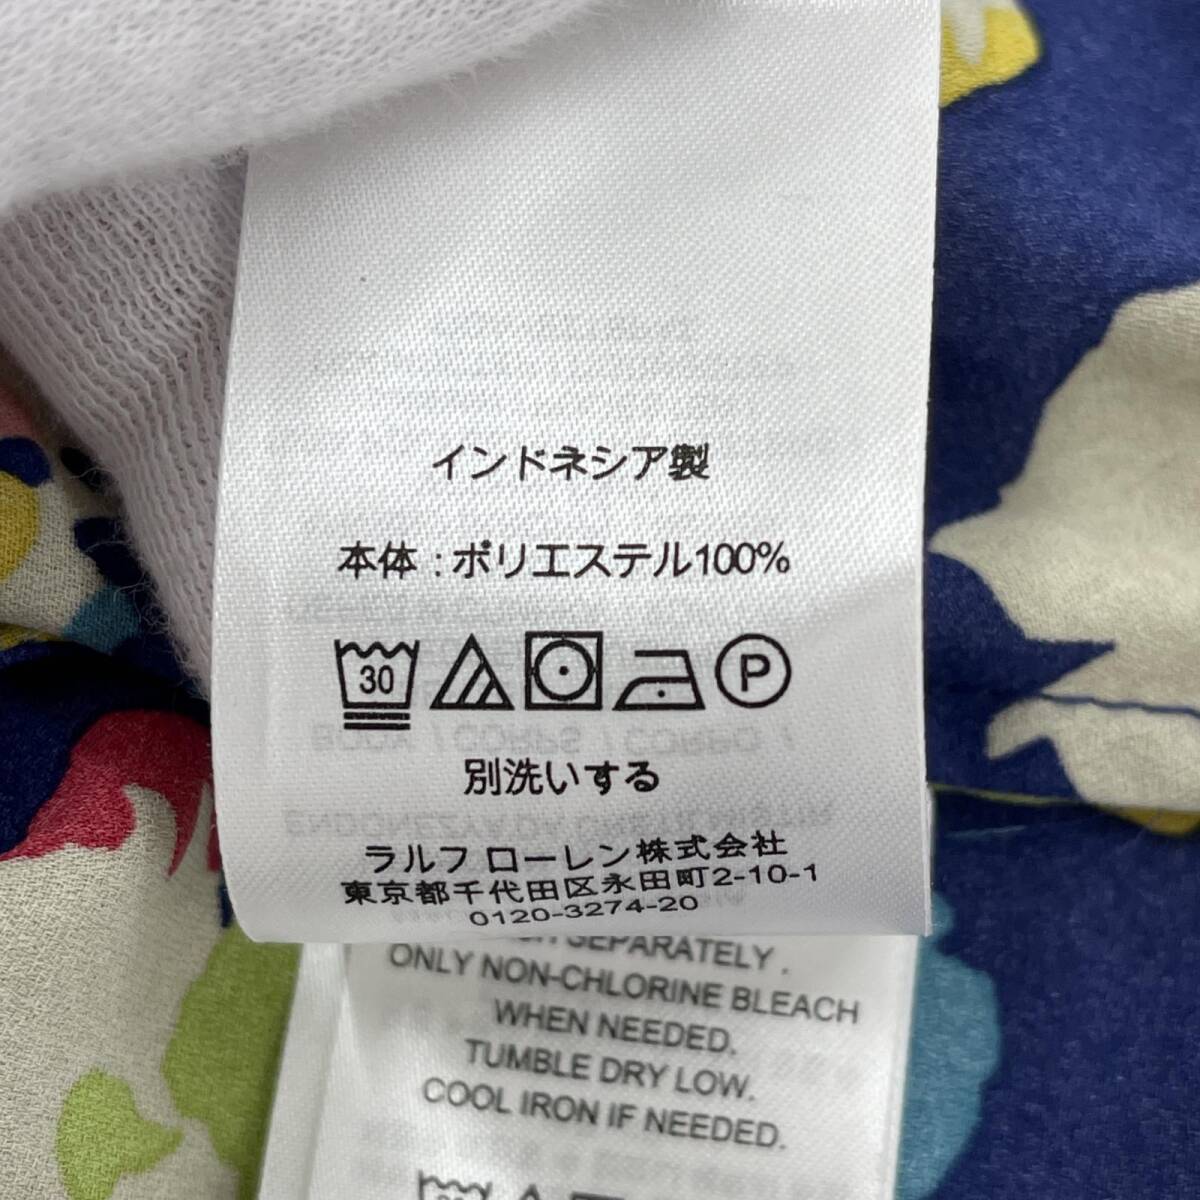 インドネシア製
本体 : ポリエステル100%
30 P
別洗いする
ラルフ ローレン株式会社
東京都千代田区永田町2-10-1
0120-3274-20
SEPARATELY .
ONLY NON-CHLORINE BLEACH
WHEN NEEDED.
TUMBLE DRY LOW.
COOL IRON IF NEEDED.